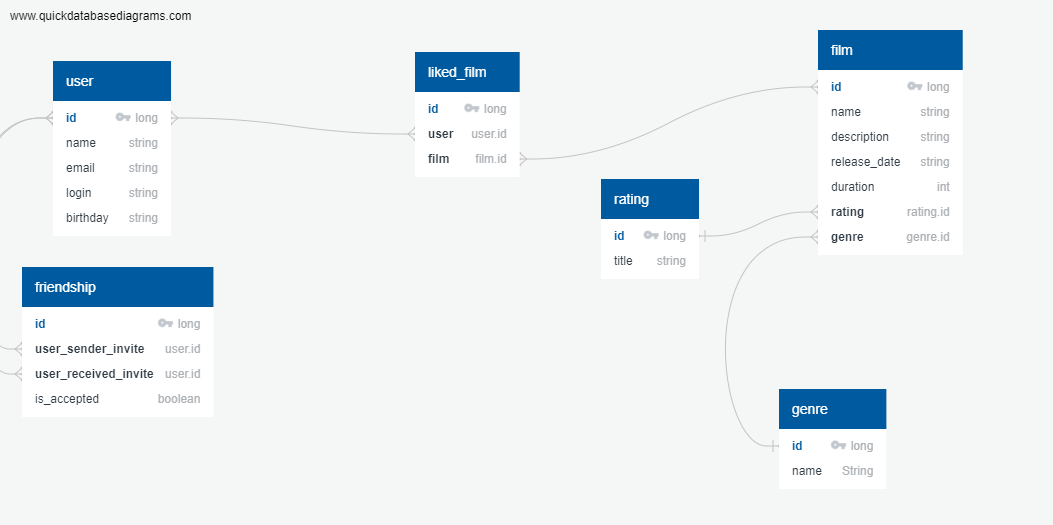 www.quickdatabasediagrams.com
user
id long
name string
email string
login string
birthday string
friendship
id long
user_sender_invite user.id
user_received_invite user.id
is_accepted boolean
liked_film
id long
user user.id
film film.id
rating
id long
title string
film
id long
name string
description string
release_date string
duration int
rating rating.id
genre genre.id
genre
id long
name String